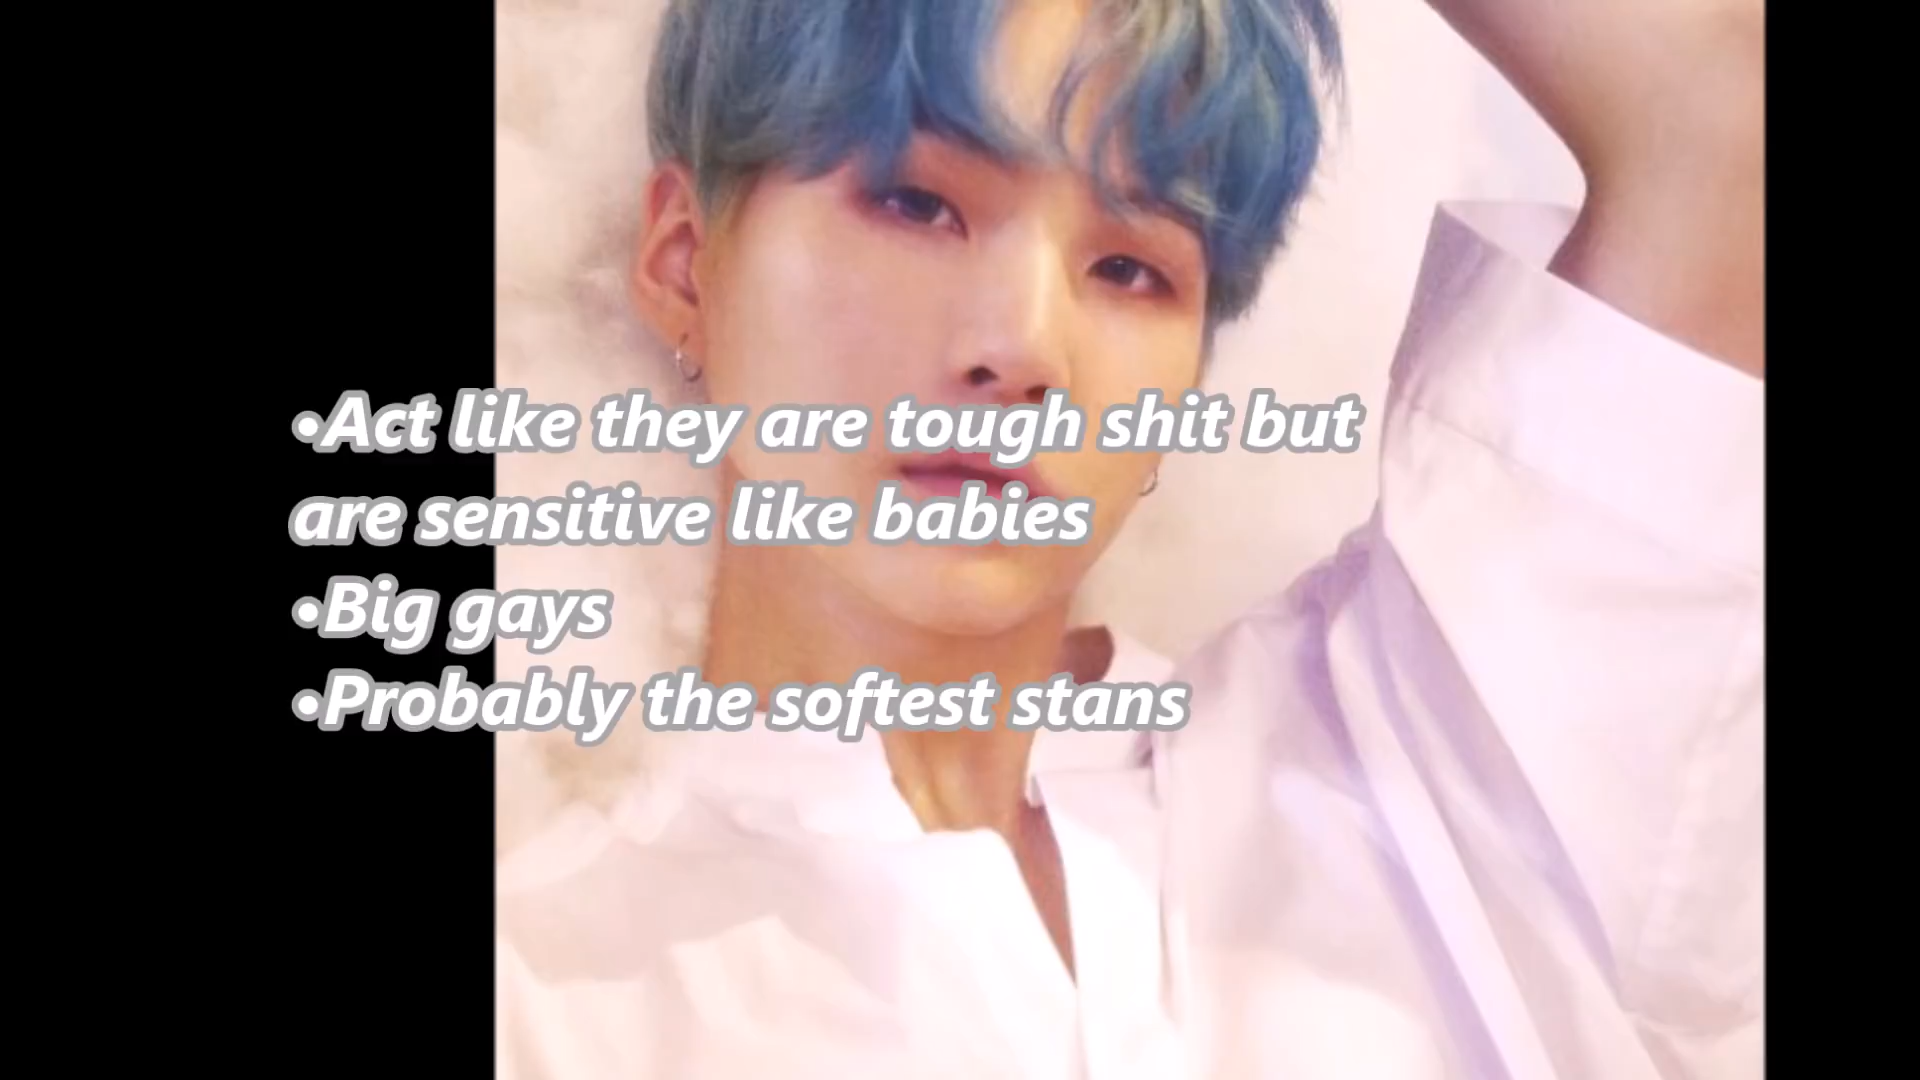 •Act like they are tough shit but
are sensitive like babies
•Big gays
•Probably the softest stans